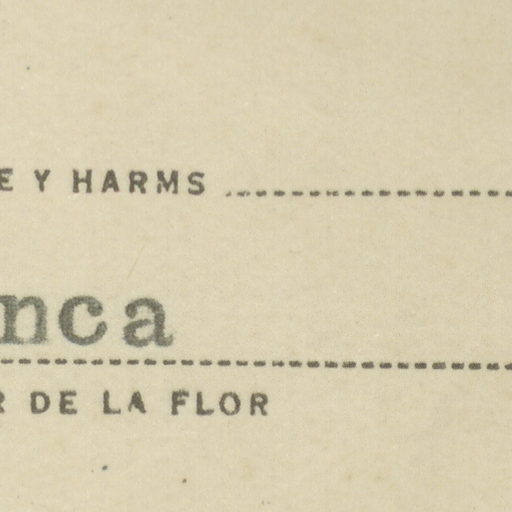 E Y HARMS
nca
R DE LA FLOR